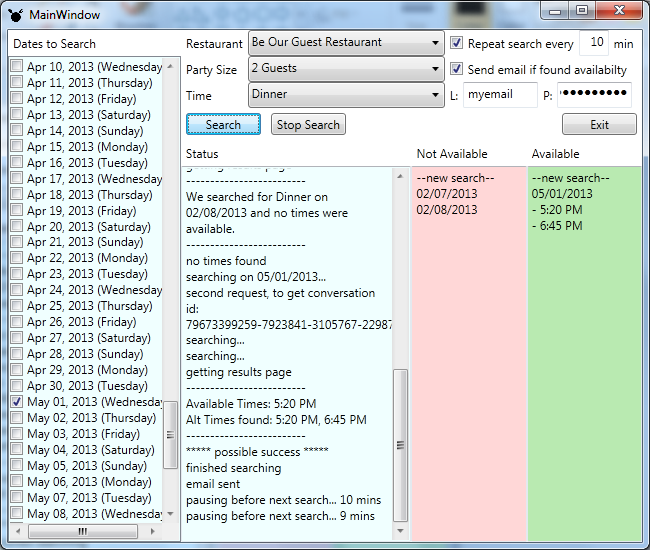 MainWindow
Dates to Search
Restaurant
Be Our Guest Restaurant
Repeat search every 10 min
Party Size
2 Guests
Send email if found availabilty
Time
Dinner
L: myemail P: ●●●●●●●●●
Search
Stop Search
Exit
Apr 10, 2013 (Wednesday
Apr 11, 2013 (Thursday)
Apr 12, 2013 (Friday)
Apr 13, 2013 (Saturday)
Apr 14, 2013 (Sunday)
Apr 15, 2013 (Monday)
Apr 16, 2013 (Tuesday)
Apr 17, 2013 (Wednesday
Apr 18, 2013 (Thursday)
Apr 19, 2013 (Friday)
Apr 20, 2013 (Saturday)
Apr 21, 2013 (Sunday)
Apr 22, 2013 (Monday)
Apr 23, 2013 (Tuesday)
Apr 24, 2013 (Wednesday
Apr 25, 2013 (Thursday)
Apr 26, 2013 (Friday)
Apr 27, 2013 (Saturday)
Apr 28, 2013 (Sunday)
Apr 29, 2013 (Monday)
Apr 30, 2013 (Tuesday)
May 01, 2013 (Wednesday
May 02, 2013 (Thursday)
May 03, 2013 (Friday)
May 04, 2013 (Saturday)
May 05, 2013 (Sunday)
May 06, 2013 (Monday)
May 07, 2013 (Tuesday)
May 08, 2013 (Wednesday
Status
------------------------
We searched for Dinner on
02/08/2013 and no times were
available.
------------------------
no times found
searching on 05/01/2013...
second request, to get conversation
id:
79673399259-7923841-3105767-22987
searching...
searching...
getting results page
------------------------
Available Times: 5:20 PM
Alt Times found: 5:20 PM, 6:45 PM
------------------------
***** possible success *****
finished searching
email sent
pausing before next search... 10 mins
pausing before next search... 9 mins
Not Available
--new search--
02/07/2013
02/08/2013
Available
--new search--
05/01/2013
- 5:20 PM
- 6:45 PM